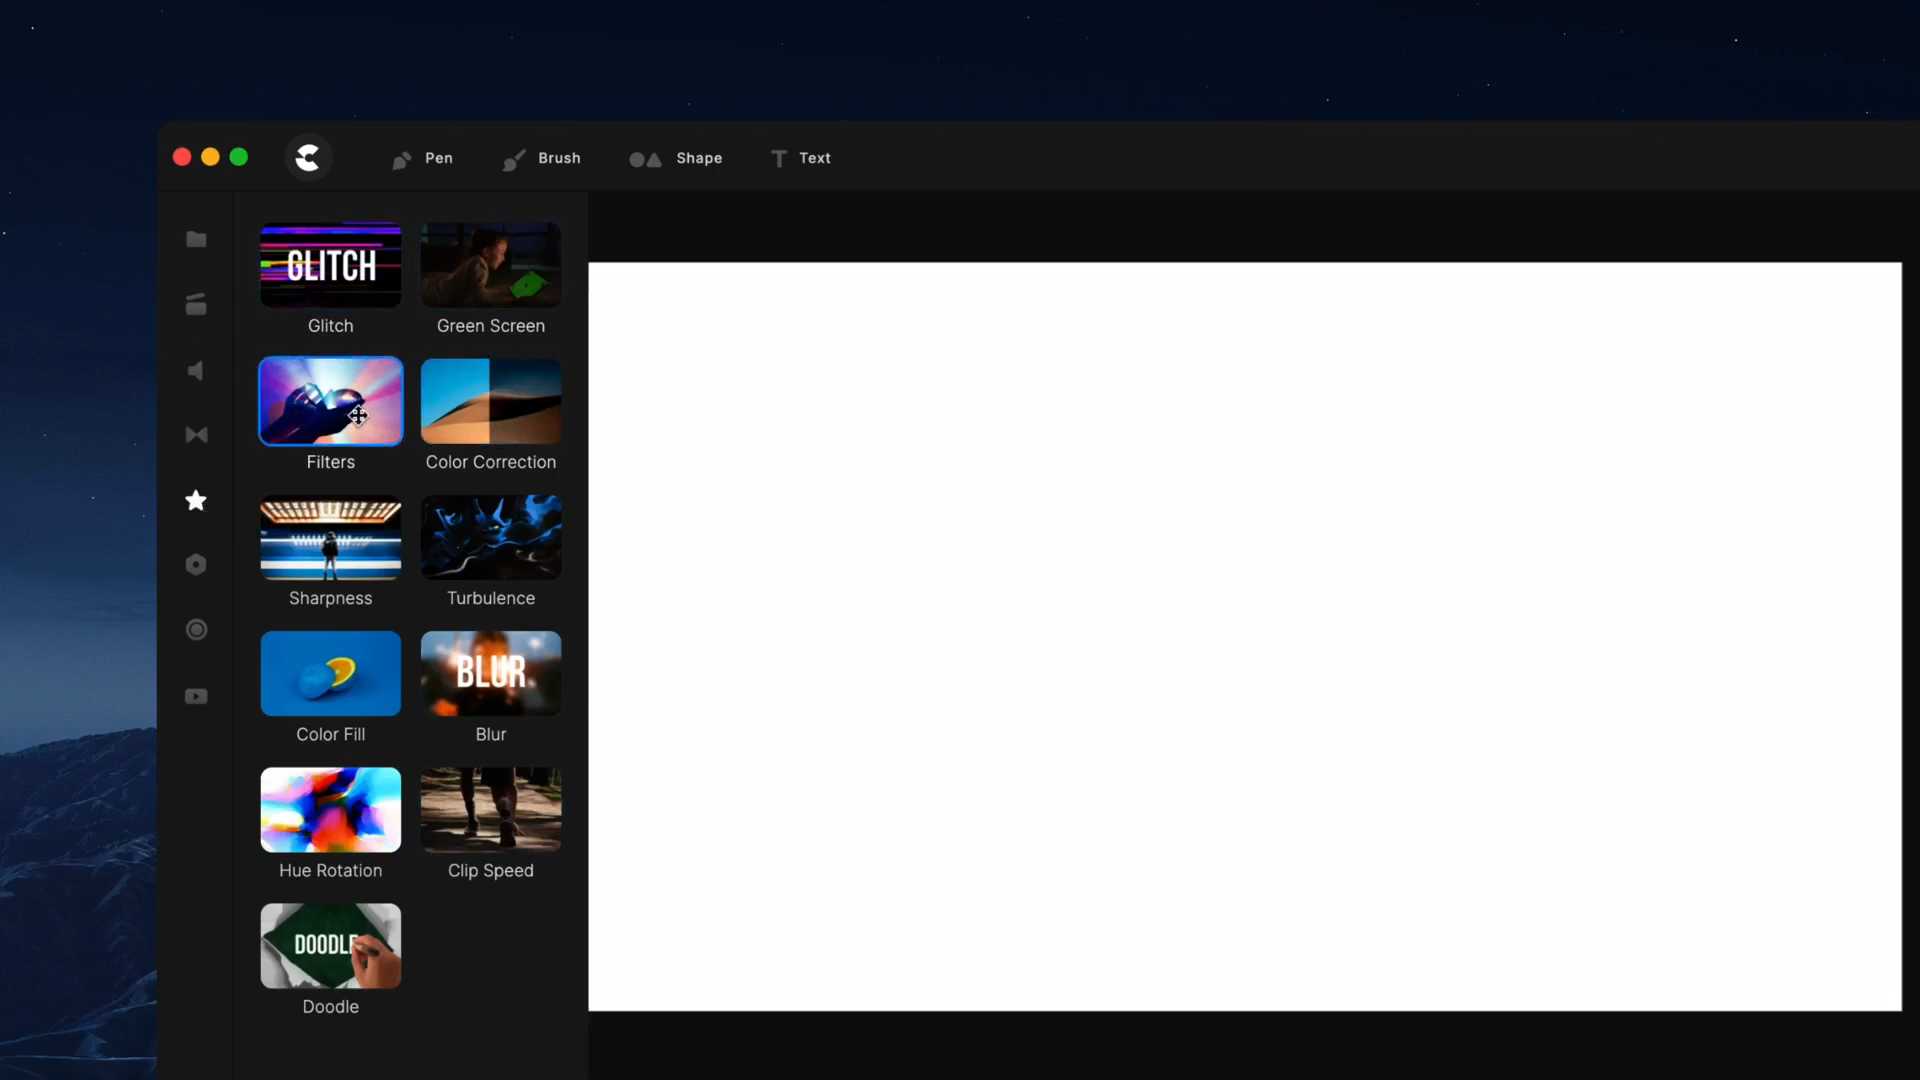 Pen
Brush
Shape
T Text
GLITCH
Glitch
Green Screen
Filters
Color Correction
Sharpness
Turbulence
Color Fill
BLUR
Blur
Hue Rotation
Clip Speed
DOODLE
Doodle